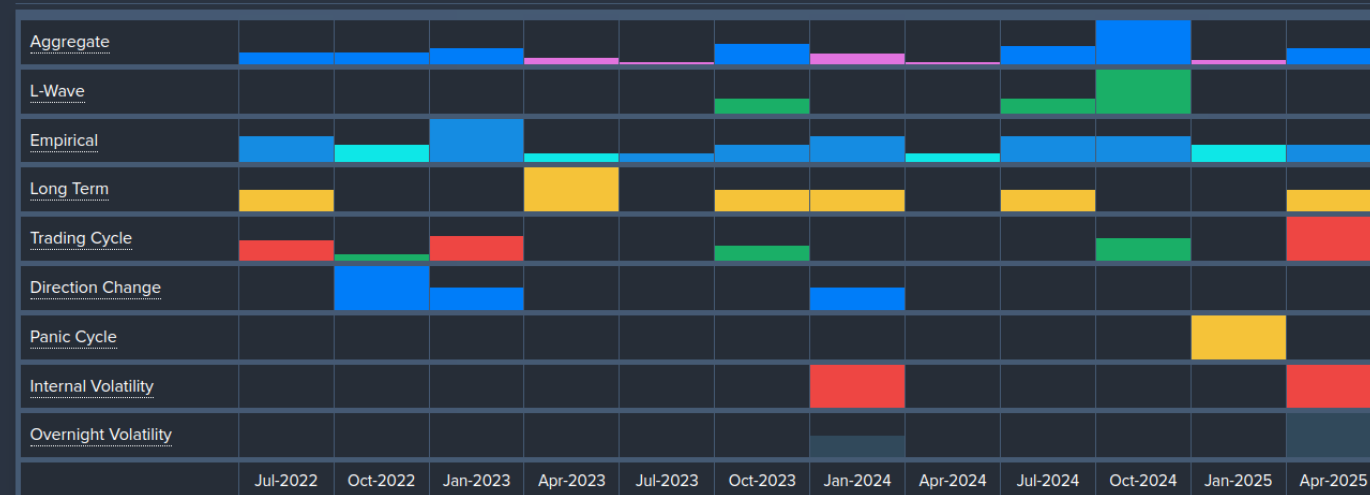 Aggregate
L-Wave
Empirical
Long Term
Trading Cycle
Direction Change
Panic Cycle
Internal Volatility
Overnight Volatility
Jul-2022 Oct-2022 Jan-2023 Apr-2023 Jul-2023 Oct-2023 Jan-2024 Apr-2024 Jul-2024 Oct-2024 Jan-2025 Apr-2025